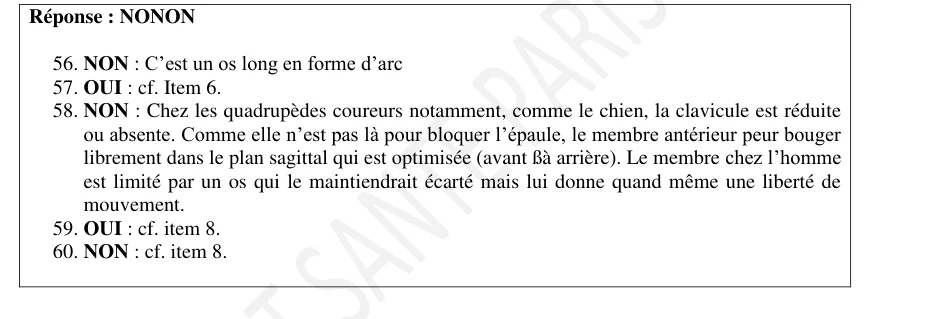 Réponse : NONON
56. NON : C’est un os long en forme d’arc
57. OUI : cf. Item 6.
58. NON : Chez les quadrupèdes coureurs notamment, comme le chien, la clavicule est réduite
ou absente. Comme elle n’est pas là pour bloquer l’épaule, le membre antérieur peur bouger
librement dans le plan sagittal qui est optimisée (avant ßà arrière). Le membre chez l’homme
est limité par un os qui le maintiendrait écarté mais lui donne quand même une liberté de
mouvement.
59. OUI : cf. item 8.
60. NON : cf. item 8.
T SANTE PARIS